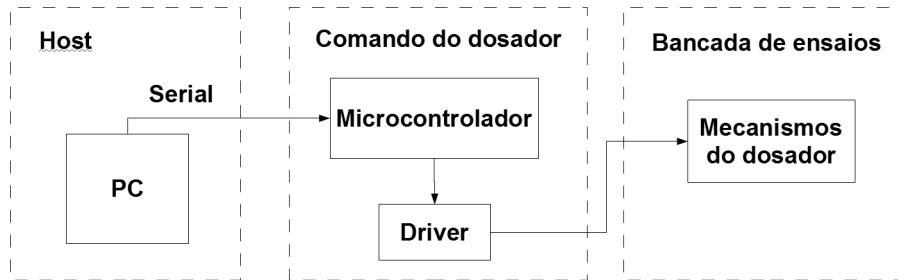 Host
Comando do dosador
Bancada de ensaios
Serial
Microcontrolador
Mecanismos
do dosador
PC
Driver